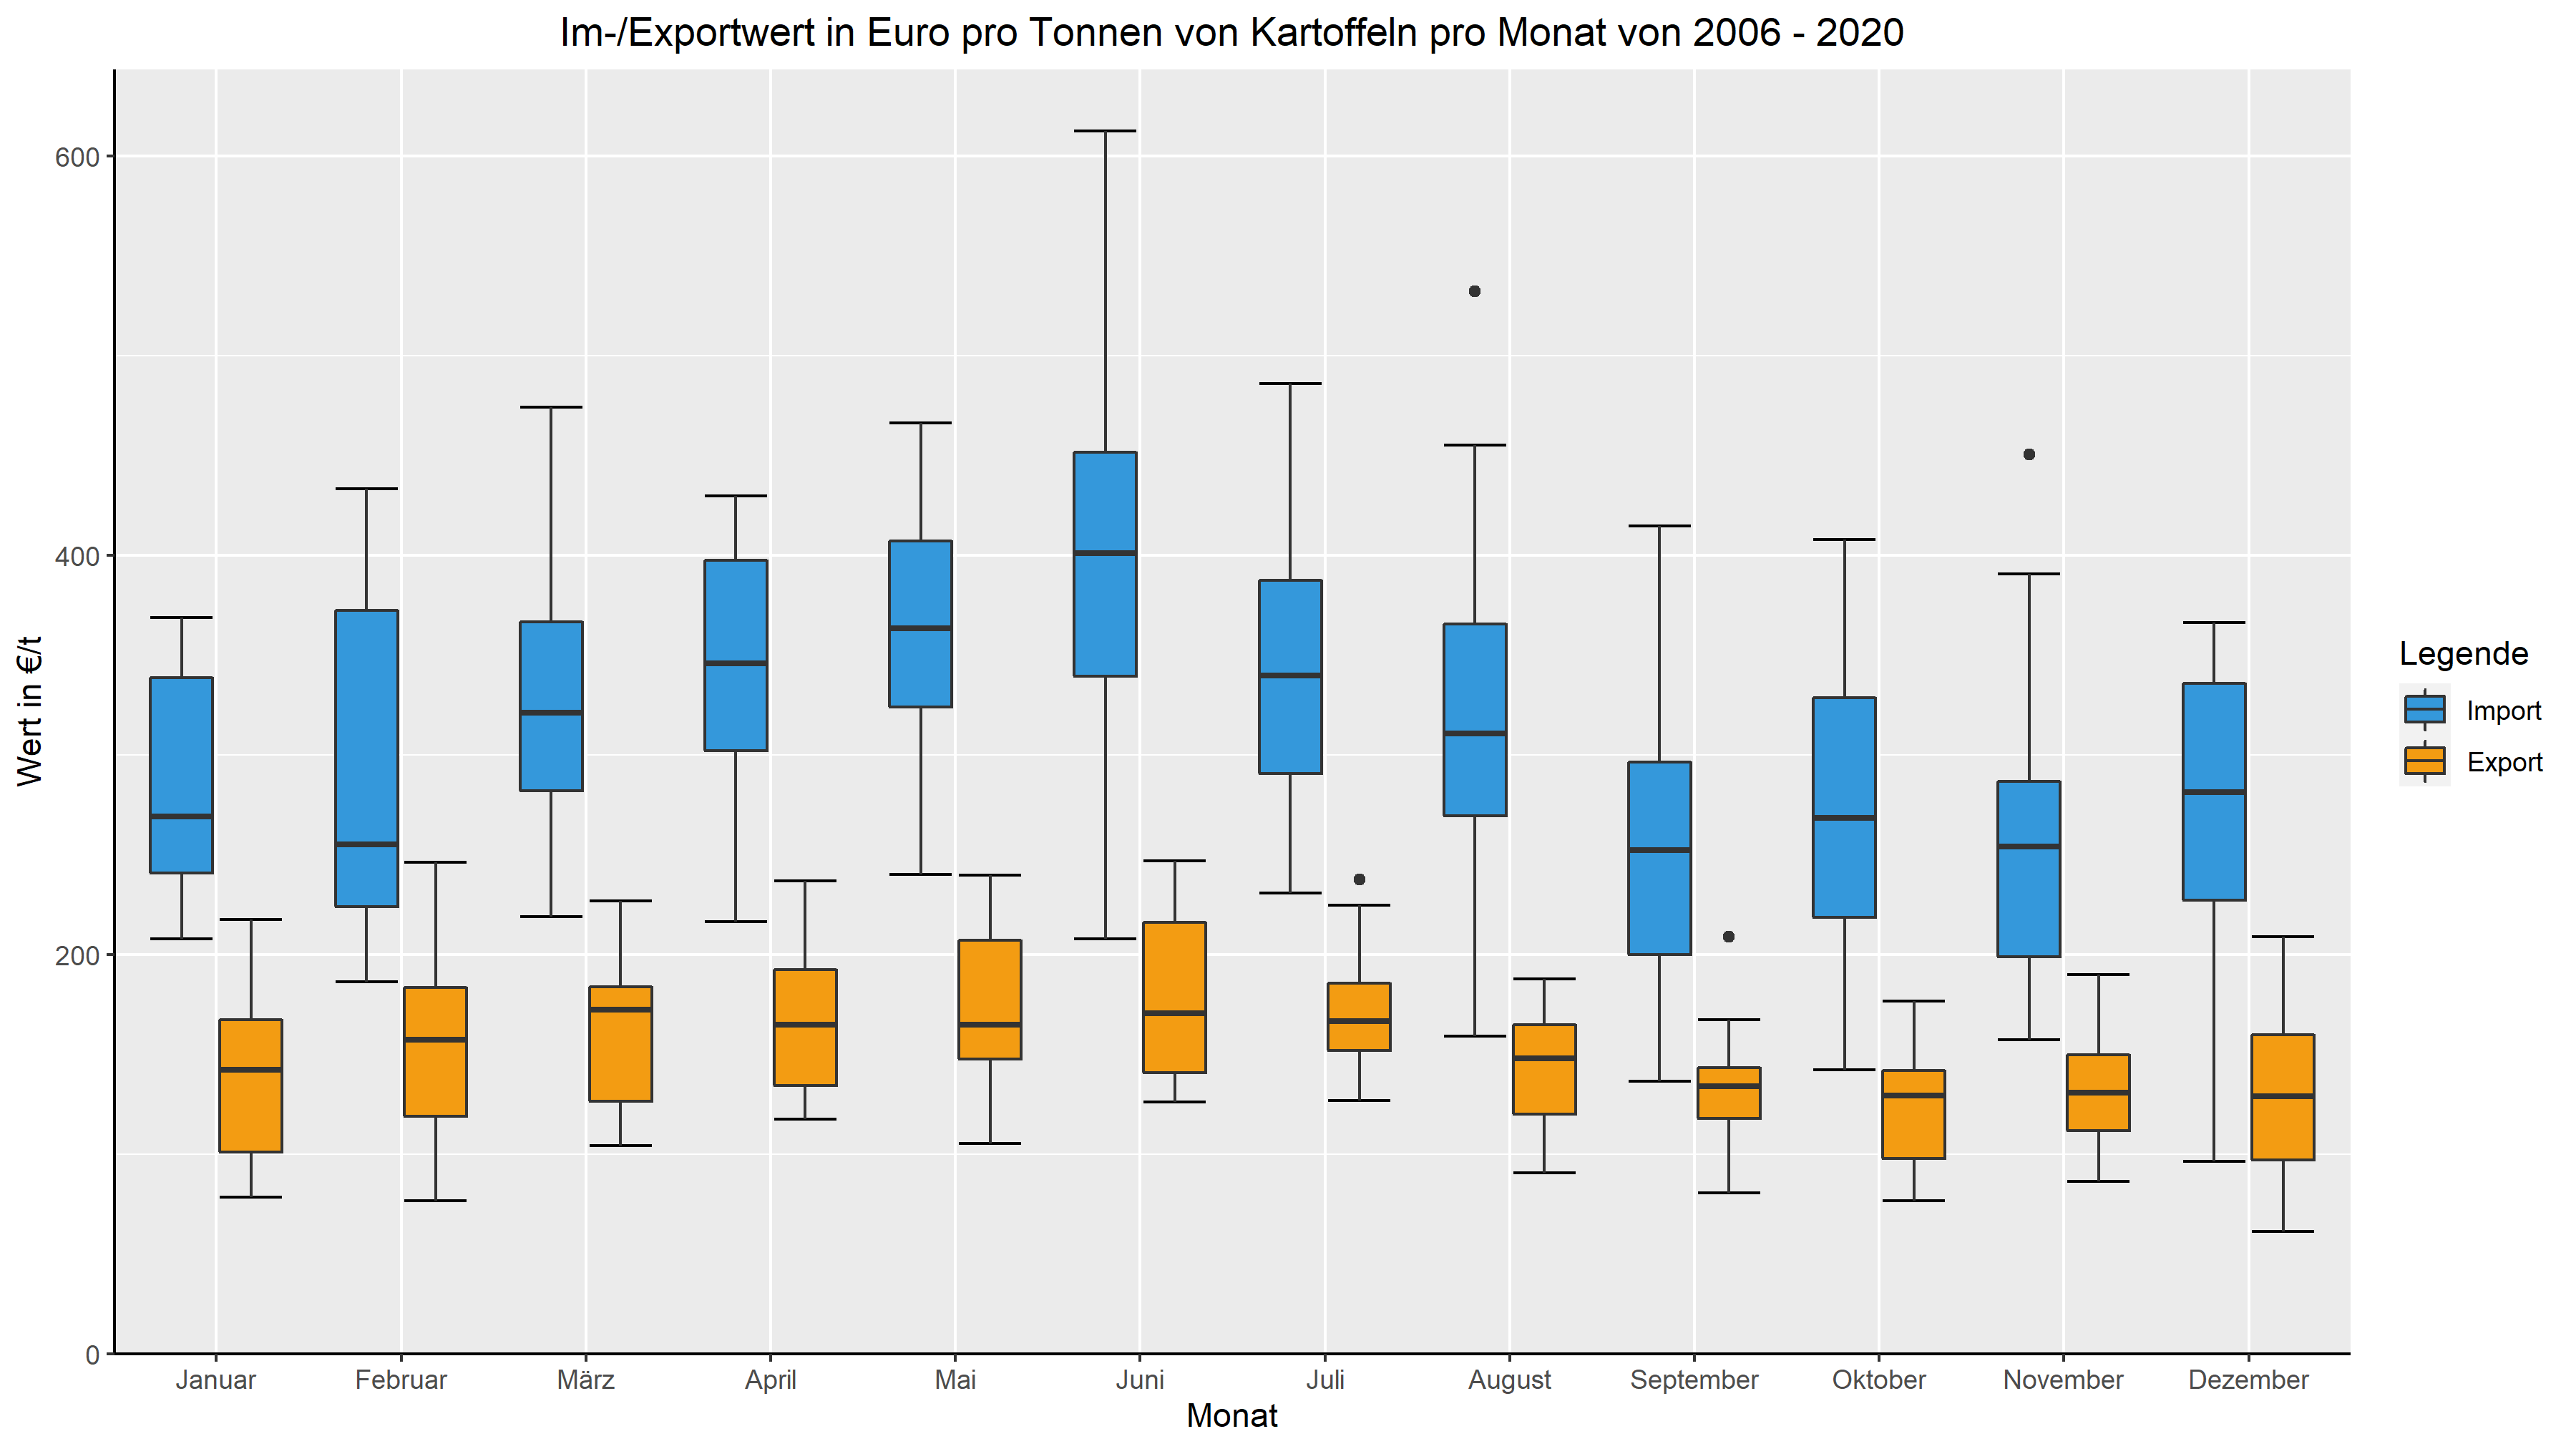 Im-/Exportwert in Euro pro Tonnen von Kartoffeln pro Monat von 2006 - 2020
600
400
200
0
Wert in €/t
Januar Februar März April Mai Juni Juli August September Oktober November Dezember
Monat
Legende
Import
Export